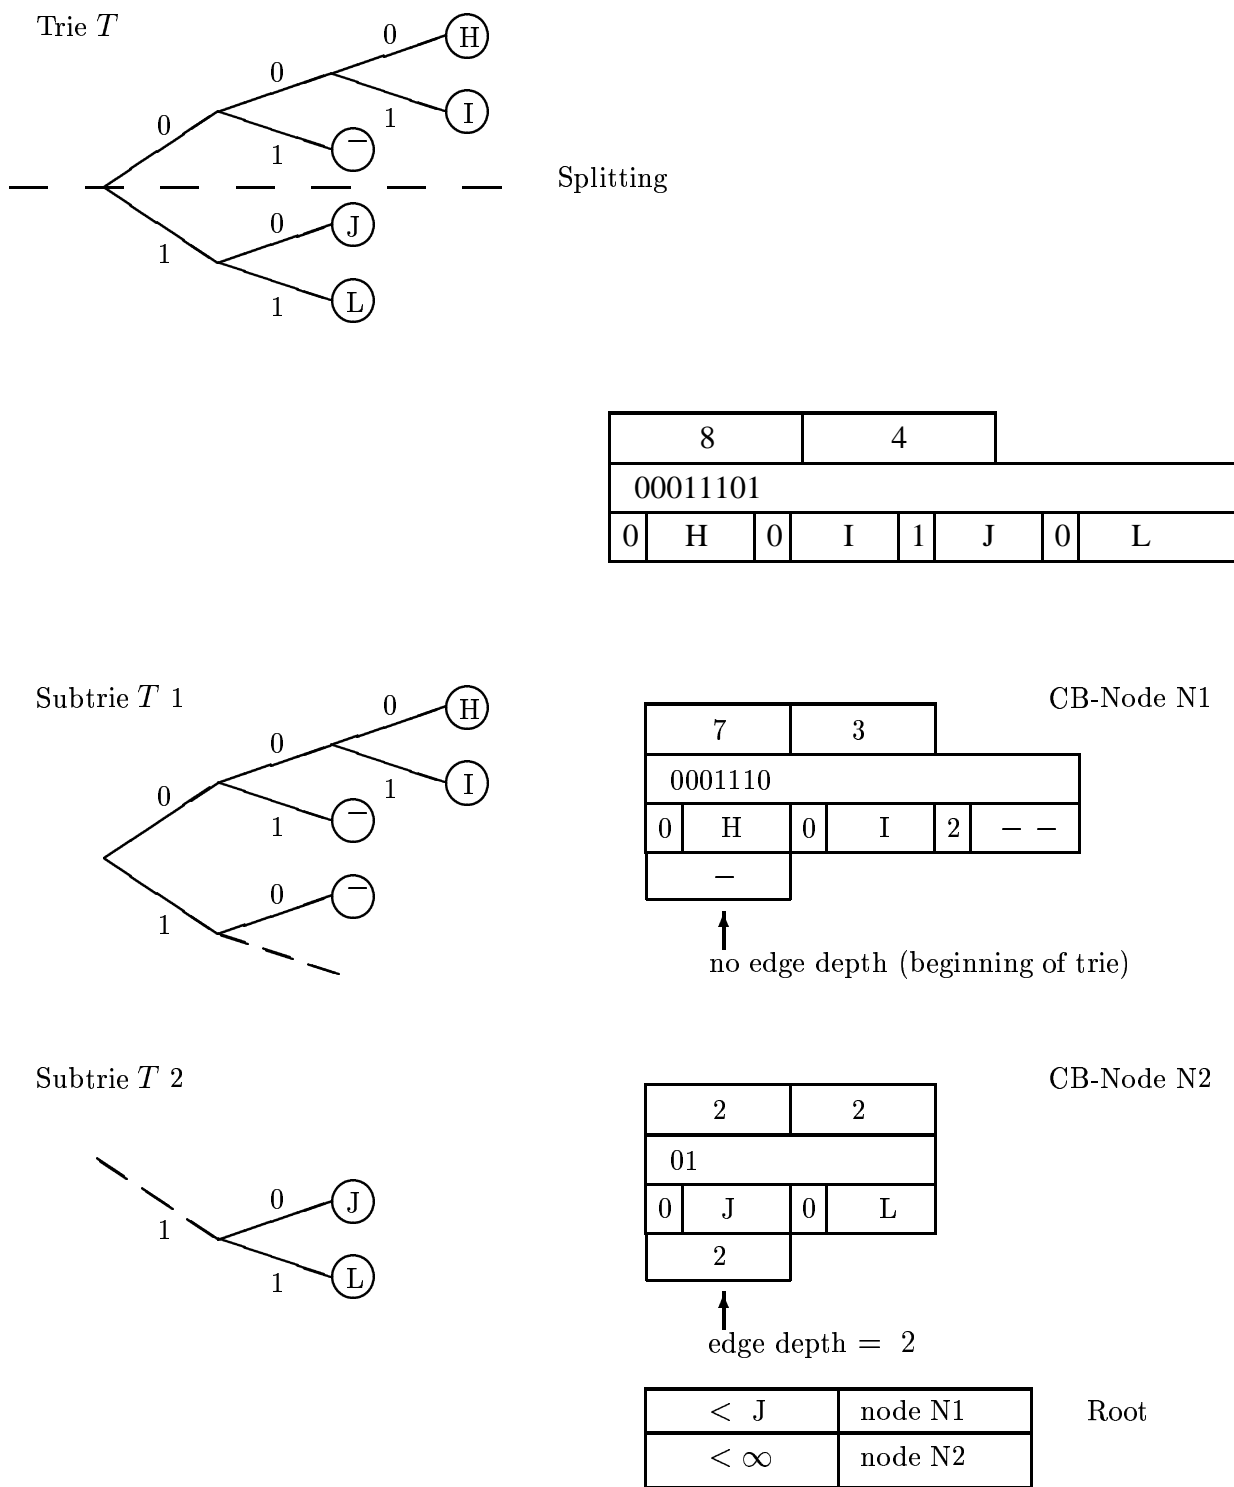 Trie T
0
H
0
0
1
I
1
—
Splitting
0
J
1
1
L
8 4
00011101
0 H 0 I 1 J 0 L
Subtrie T 1
CB-Node N1
0
H
0
0
1
I
1
—
0
—
1
7 3
0001110
0 H 0 I 2 – –
–
no edge depth (beginning of trie)
Subtrie T 2
CB-Node N2
0
J
1
1
L
2 2
01
0 J 0 L
2
edge depth = 2
< J node N1 Root
< ∞ node N2